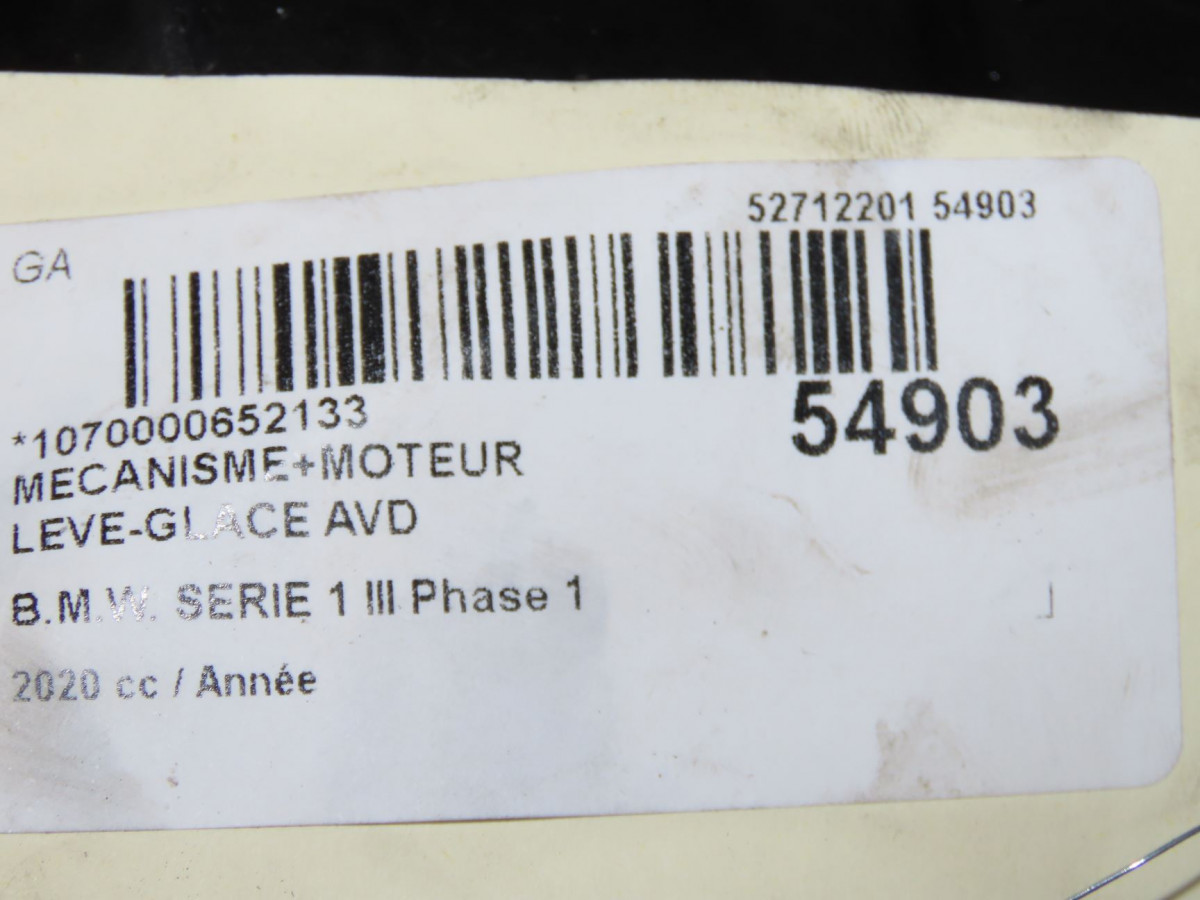 52712201 54903
GA
54903
*1070000652133
MECANISME+MOTEUR
LEVE-GLACE AVD
B.M.W. SERIE 1 III Phase 1
2020 cc / Année